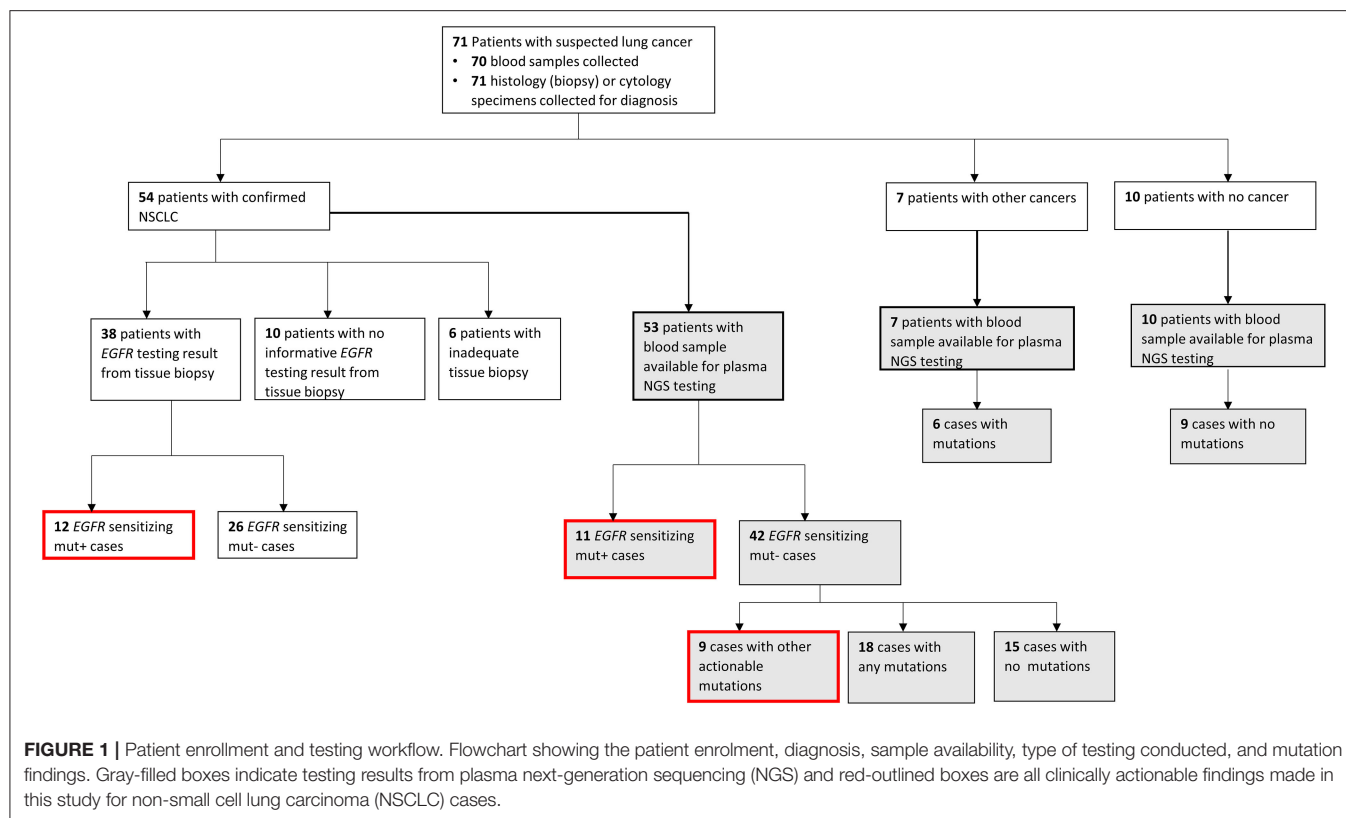 71 Patients with suspected lung cancer
• 70 blood samples collected
• 71 histology (biopsy) or cytology
specimens collected for diagnosis
54 patients with confirmed
NSCLC
7 patients with other cancers
10 patients with no cancer
38 patients with
EGFR testing result
from tissue biopsy
10 patients with no
informative EGFR
testing result from
tissue biopsy
6 patients with
inadequate
tissue biopsy
53 patients with
blood sample
available for plasma
NGS testing
7 patients with blood
sample available for plasma
NGS testing
10 patients with blood
sample available for plasma
NGS testing
6 cases with
mutations
9 cases with no
mutations
12 EGFR sensitizing
mut+ cases
26 EGFR sensitizing
mut- cases
11 EGFR sensitizing
mut+ cases
42 EGFR sensitizing
mut- cases
9 cases with other
actionable
mutations
18 cases with
any mutations
15 cases with
no mutations
FIGURE 1 | Patient enrollment and testing workflow. Flowchart showing the patient enrolment, diagnosis, sample availability, type of testing conducted, and mutation
findings. Gray-filled boxes indicate testing results from plasma next-generation sequencing (NGS) and red-outlined boxes are all clinically actionable findings made in
this study for non-small cell lung carcinoma (NSCLC) cases.